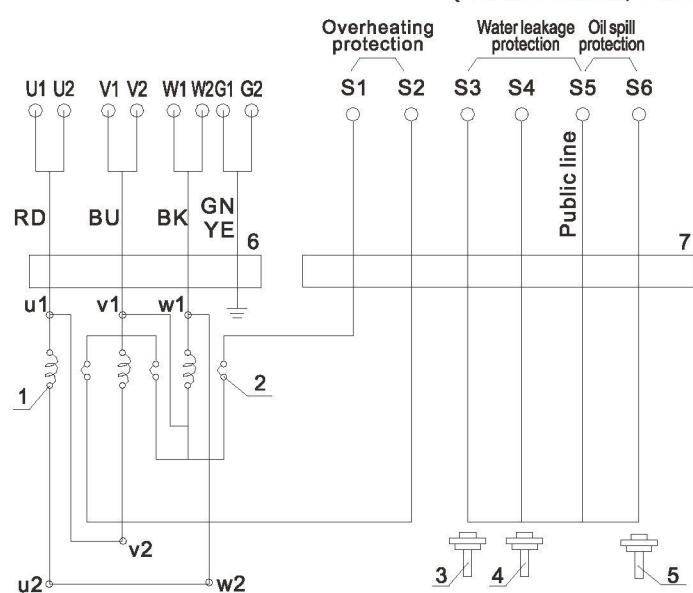 Overheating protection
Water leakage protection
Oil spill protection
U1 U2 V1 V2 W1 W2 G1 G2
S1 S2 S3 S4 S5 S6
Public line
RD BU BK GN YE
6
7
u1 v1 w1
1
2
v2
u2 w2
3 4 5